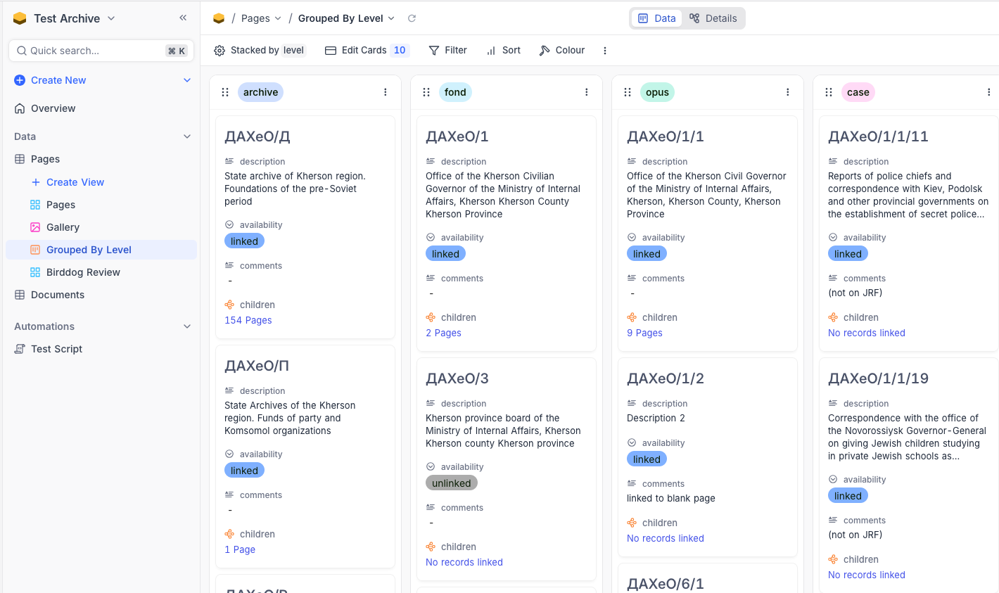 Test Archive
Quick search...
⌘ K
Create New
Overview
Data
Pages
Create View
Pages
Gallery
Grouped By Level
Birddog Review
Documents
Automations
Test Script
/ Pages / Grouped By Level
Data
Details
Stacked by level
Edit Cards 10
Filter
Sort
Colour
archive
ДАХеО/Д
description
State archive of Kherson region.
Foundations of the pre-Soviet
period
availability
linked
comments
-
children
154 Pages
ДАХеО/П
description
State Archives of the Kherson
region. Funds of party and
Komsomol organizations
availability
linked
comments
-
children
1 Page
fond
ДАХеО/1
description
Office of the Kherson Civilian
Governor of the Ministry of Internal
Affairs, Kherson Kherson County
Kherson Province
availability
linked
comments
-
children
2 Pages
ДАХеО/3
description
Kherson province board of the
Ministry of Internal Affairs, Kherson
Kherson county Kherson province
availability
unlinked
comments
-
children
No records linked
opus
ДАХеО/1/1
description
Office of the Kherson Civil Governor
of the Ministry of Internal Affairs,
Kherson, Kherson County, Kherson
Province
availability
linked
comments
-
children
9 Pages
ДАХеО/1/2
description
Description 2
availability
linked
comments
linked to blank page
children
No records linked
ДАХеО/6/1
case
ДАХеО/1/1/11
description
Reports of police chiefs and
correspondence with Kiev, Podolsk
and other provincial governments on
the establishment of secret police...
availability
linked
comments
(not on JRF)
children
No records linked
ДАХеО/1/1/19
description
Correspondence with the office of
the Novorossiysk Governor-General
on giving Jewish children studying
in private Jewish schools as...
availability
linked
comments
(not on JRF)
children
No records linked